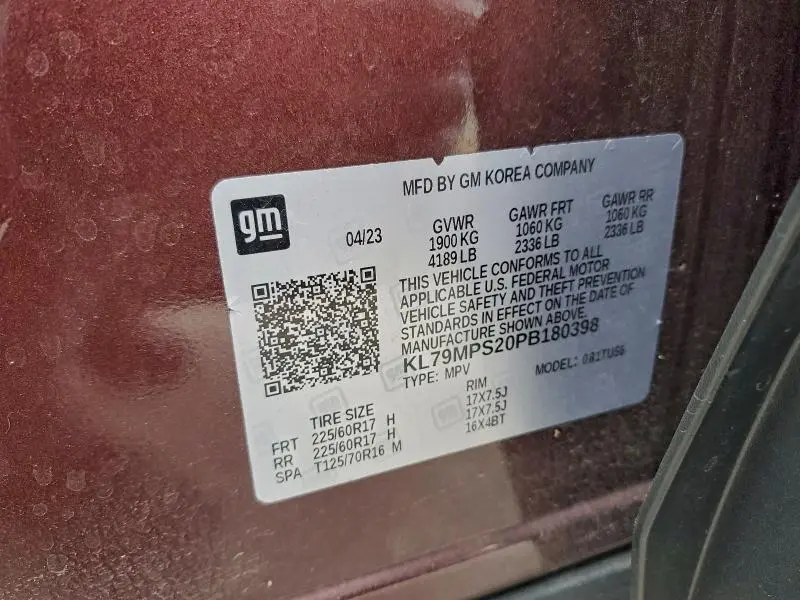 MFD BY GM KOREA COMPANY
gm
04/23
GVWR
1900 KG
4189 LB
GAWR FRT
1060 KG
2336 LB
GAWR RR
1060 KG
2336 LB
THIS VEHICLE CONFORMS TO ALL
APPLICABLE U.S. FEDERAL MOTOR
VEHICLE SAFETY AND THEFT PREVENTION
STANDARDS IN EFFECT ON THE DATE OF
MANUFACTURE SHOWN ABOVE.
KL79MPS20PB180398
TYPE: MPV
MODEL:
TIRE SIZE
RIM
FRT 225/60R17 H 17X7.5J
RR 225/60R17 H 17X7.5J
SPA T125/70R16 M 16X4BT